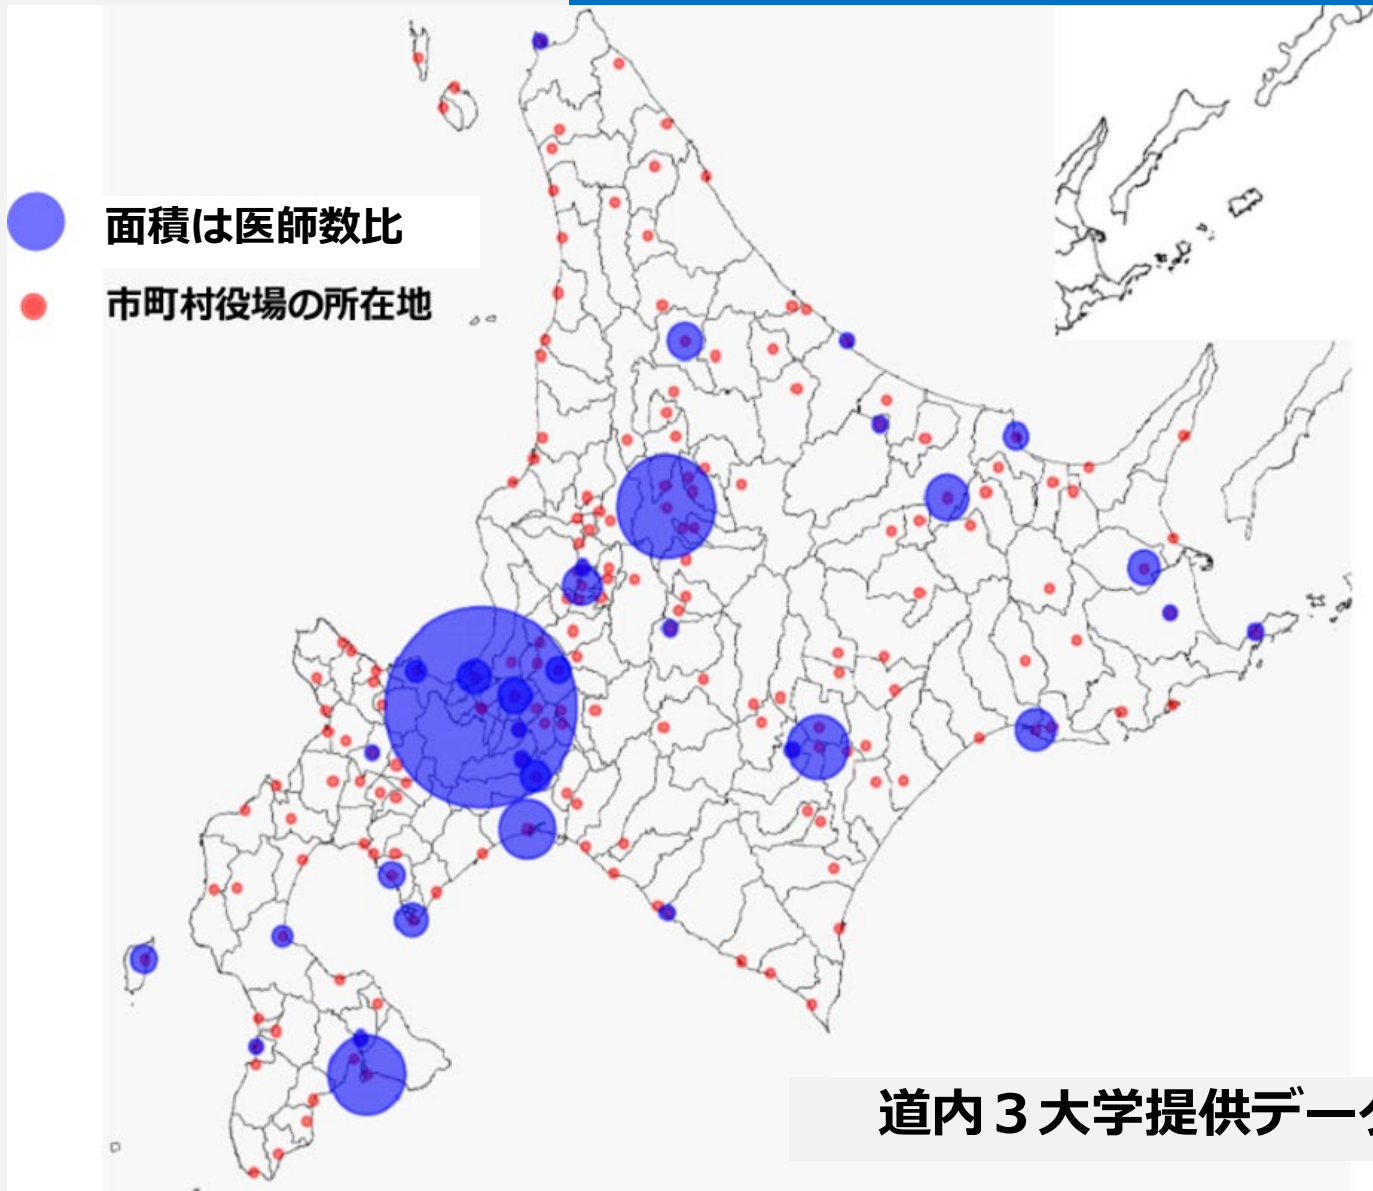 面積は医師数比
市町村役場の所在地
道内３大学提供デー